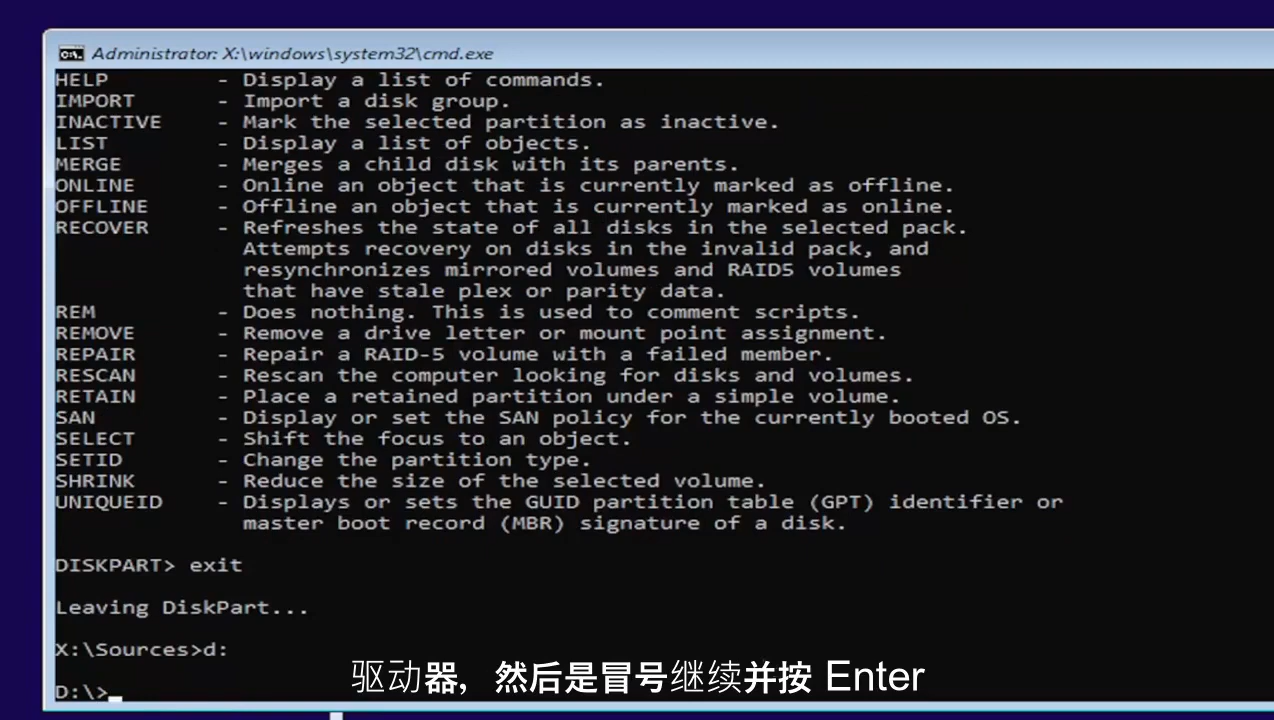 Administrator: X:\windows\system32\cmd.exe
HELP - Display a list of commands.
IMPORT - Import a disk group.
INACTIVE - Mark the selected partition as inactive.
LIST - Display a list of objects.
MERGE - Merges a child disk with its parents.
ONLINE - Online an object that is currently marked as offline.
OFFLINE - Offline an object that is currently marked as online.
RECOVER - Refreshes the state of all disks in the selected pack.
Attempts recovery on disks in the invalid pack, and
resynchronizes mirrored volumes and RAID5 volumes
that have stale plex or parity data.
REM - Does nothing. This is used to comment scripts.
REMOVE - Remove a drive letter or mount point assignment.
REPAIR - Repair a RAID-5 volume with a failed member.
RESCAN - Rescan the computer looking for disks and volumes.
RETAIN - Place a retained partition under a simple volume.
SAN - Display or set the SAN policy for the currently booted OS.
SELECT - Shift the focus to an object.
SETID - Change the partition type.
SHRINK - Reduce the size of the selected volume.
UNIQUEID - Displays or sets the GUID partition table (GPT) identifier or
master boot record (MBR) signature of a disk.
DISKPART> exit
Leaving DiskPart...
X:\Sources>d:
驱动器，然后是冒号继续并按 Enter
D:\>